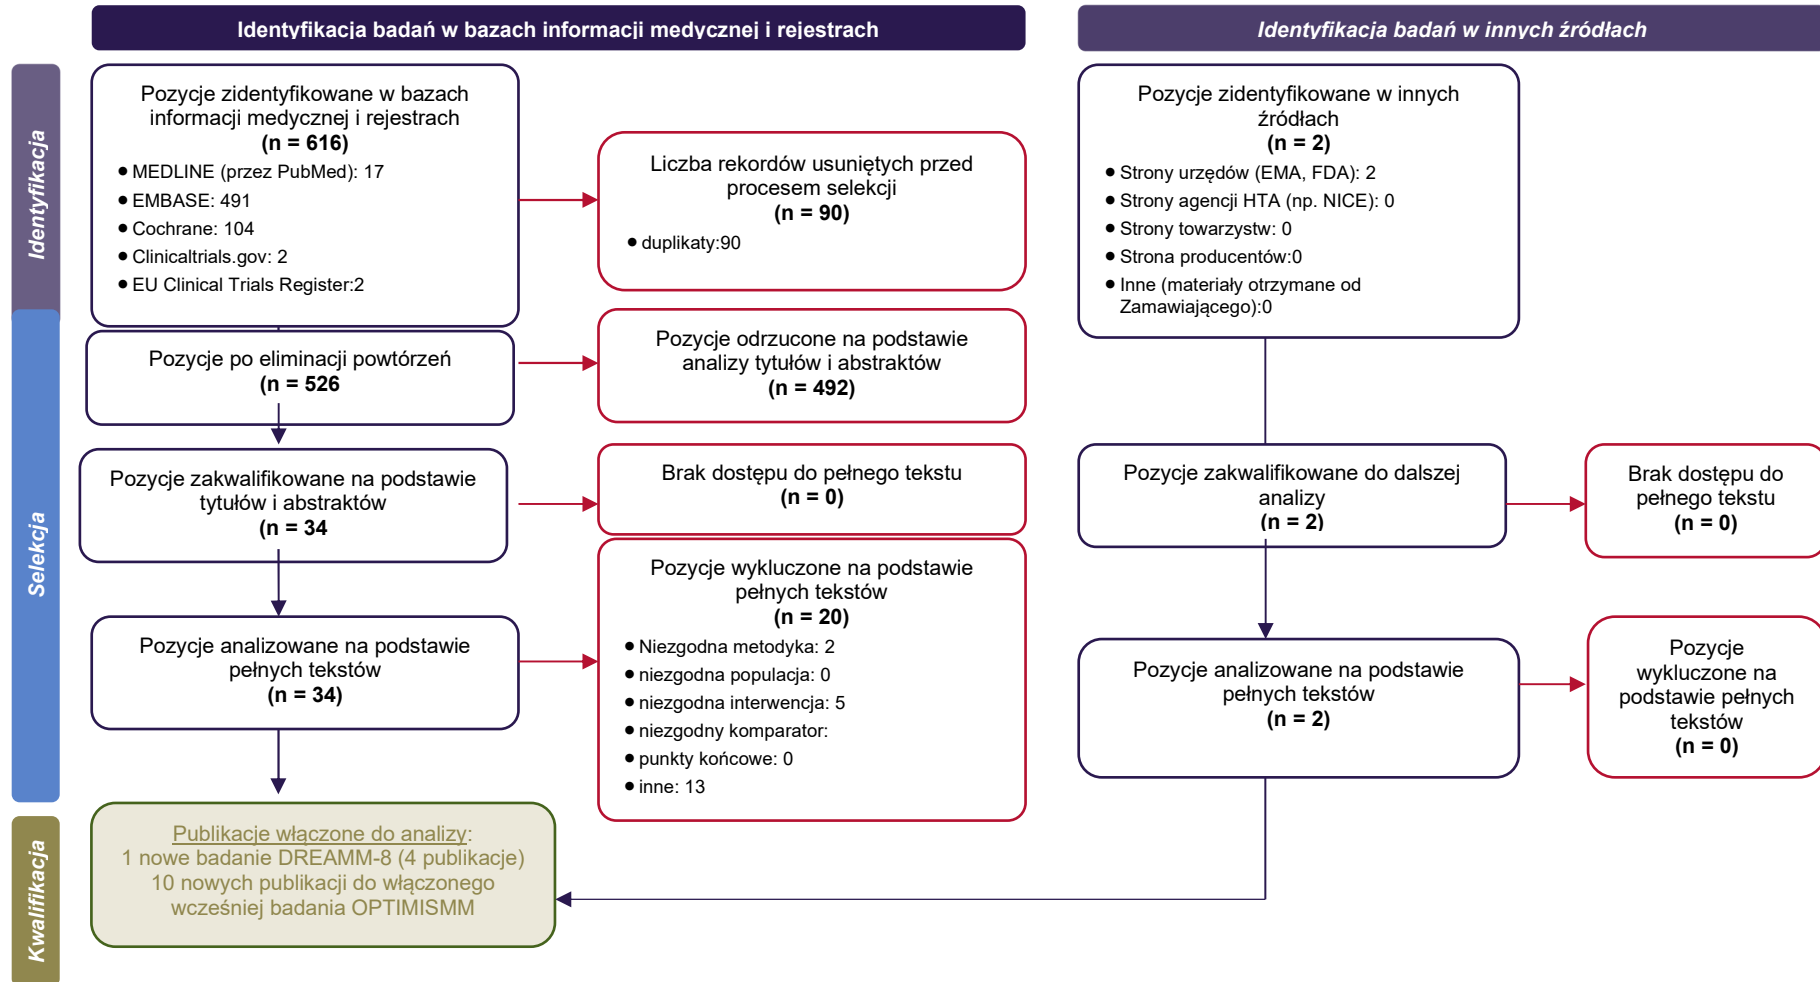 Identyfikacja badań w bazach informacji medycznej i rejestrach
Identyfikacja badań w innych źródłach
Identyfikacja
Pozycje zidentyfikowane w bazach
informacji medycznej i rejestrach
(n = 616)
● MEDLINE (przez PubMed): 17
● EMBASE: 491
● Cochrane: 104
● Clinicaltrials.gov: 2
● EU Clinical Trials Register:2
Liczba rekordów usuniętych przed
procesem selekcji
(n = 90)
● duplikaty:90
Pozycje zidentyfikowane w innych
źródłach
(n = 2)
● Strony urzędów (EMA, FDA): 2
● Strony agencji HTA (np. NICE): 0
● Strony towarzystw: 0
● Strona producentów:0
● Inne (materiały otrzymane od
Zamawiającego):0
Selekcja
Pozycje po eliminacji powtórzeń
(n = 526
Pozycje odrzucone na podstawie
analizy tytułów i abstraktów
(n = 492)
Pozycje zakwalifikowane na podstawie
tytułów i abstraktów
(n = 34
Brak dostępu do pełnego tekstu
(n = 0)
Pozycje zakwalifikowane do dalszej
analizy
(n = 2)
Brak dostępu do
pełnego tekstu
(n = 0)
Pozycje analizowane na podstawie
pełnych tekstów
(n = 34)
Pozycje wykluczone na podstawie
pełnych tekstów
(n = 20)
● Niezgodna metodyka: 2
● niezgodna populacja: 0
● niezgodna interwencja: 5
● niezgodny komparator:
● punkty końcowe: 0
● inne: 13
Pozycje analizowane na podstawie
pełnych tekstów
(n = 2)
Pozycje
wykluczone na
podstawie pełnych
tekstów
(n = 0)
Kwalifikacja
Publikacje włączone do analizy:
1 nowe badanie DREAMM-8 (4 publikacje)
10 nowych publikacji do włączonego
wcześniej badania OPTIMISMM